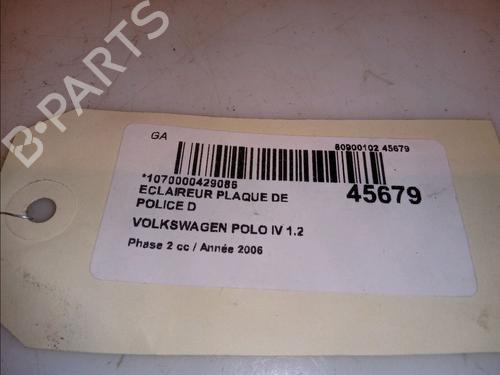 B-PARTS
GA
80900102 45679
*1070000429086
ECLAIREUR PLAQUE DE
POLICE D
45679
VOLKSWAGEN POLO IV 1.2
Phase 2 cc / Année 2006